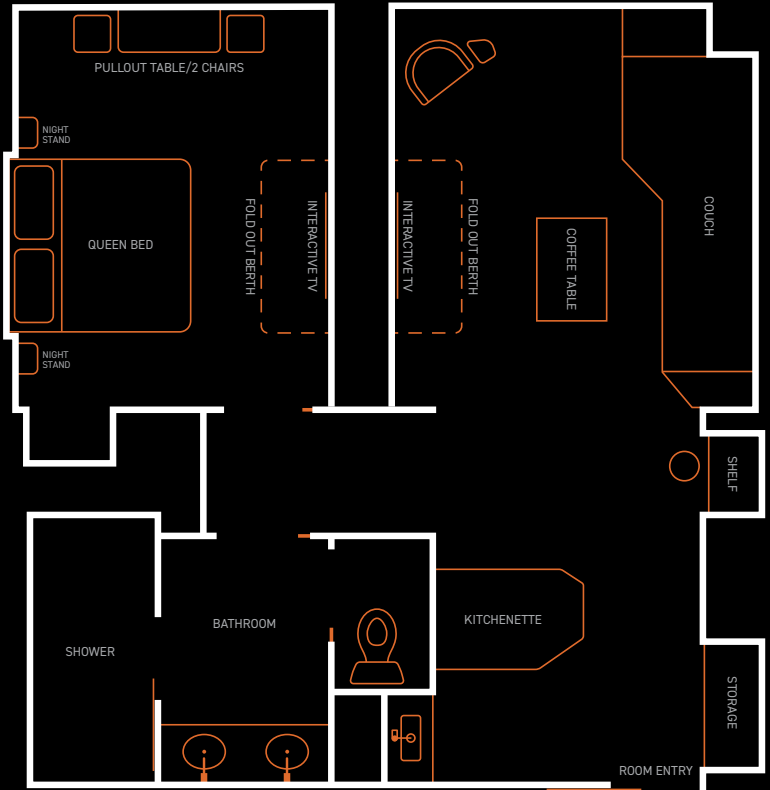 PULLOUT TABLE/2 CHAIRS
NIGHT
STAND
QUEEN BED
FOLD OUT BERTH
INTERACTIVE TV
INTERACTIVE TV
FOLD OUT BERTH
COFFEE TABLE
COUCH
NIGHT
STAND
SHELF
BATHROOM
KITCHENETTE
SHOWER
STORAGE
ROOM ENTRY